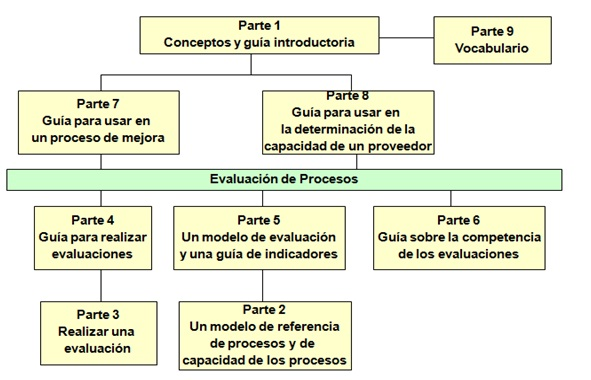 Parte 1
Conceptos y guía introductoria
Parte 9
Vocabulario
Parte 7
Guía para usar en
un proceso de mejora
Parte 8
Guía para usar en
la determinación de la
capacidad de un proveedor
Evaluación de Procesos
Parte 4
Guía para realizar
evaluaciones
Parte 5
Un modelo de evaluación
y una guía de indicadores
Parte 6
Guía sobre la competencia
de los evaluaciones
Parte 3
Realizar una
evaluación
Parte 2
Un modelo de referencia
de procesos y de
capacidad de los procesos